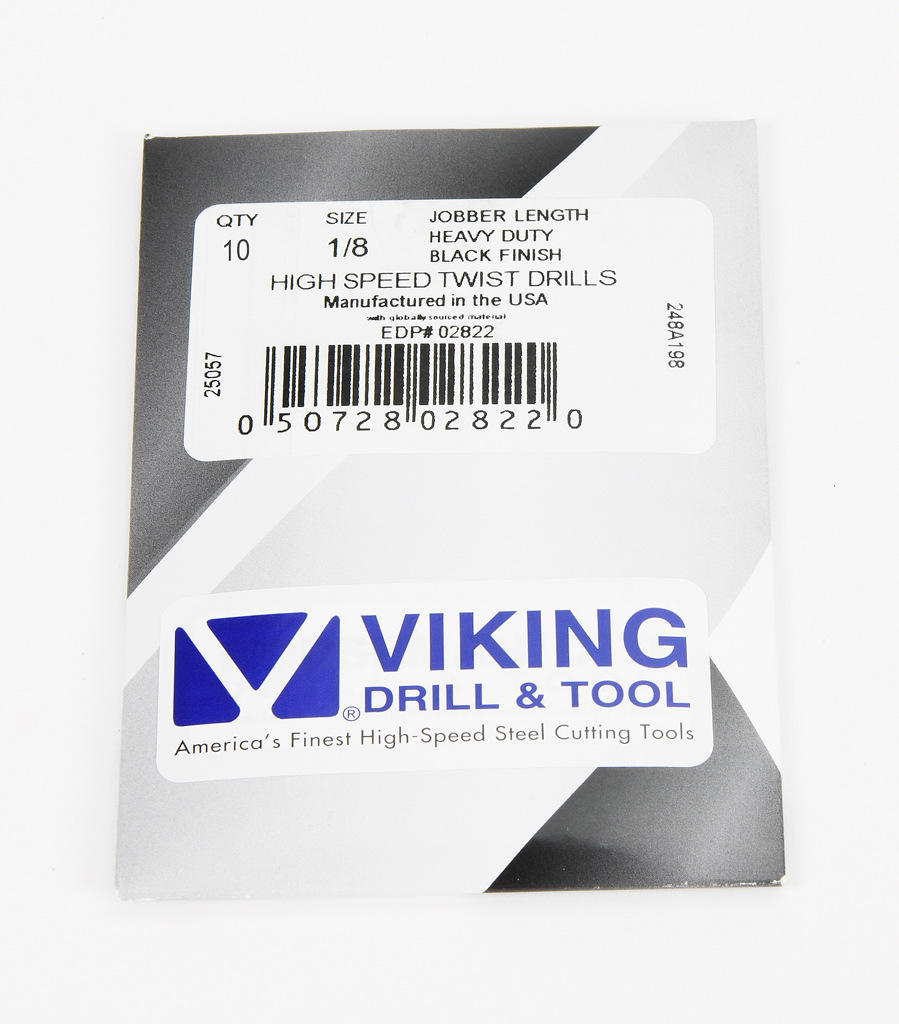 QTY SIZE JOBBER LENGTH
10 1/8 HEAVY DUTY
BLACK FINISH
HIGH SPEED TWIST DRILLS
Manufactured in the USA
with globally sourced material
EDP# 02822
25057
248A198
0 50728 02822 0
VIKING
DRILL & TOOL
®
America's Finest High-Speed Steel Cutting Tools